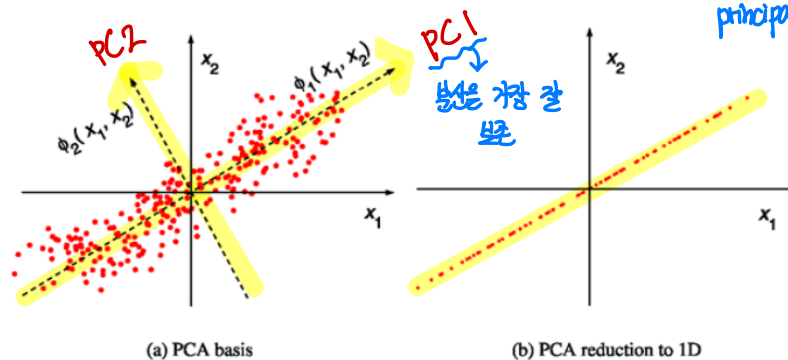 PC2
x₂
ϕ₁(x₁, x₂)
ϕ₂(x₁, x₂)
x₁
(a) PCA basis
PC1
분산을 가장 잘
보존
principa
x₂
x₁
(b) PCA reduction to 1D